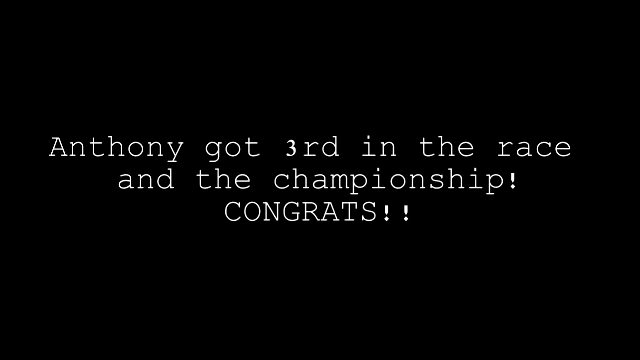 Anthony got 3rd in the race
and the championship!
CONGRATS!!